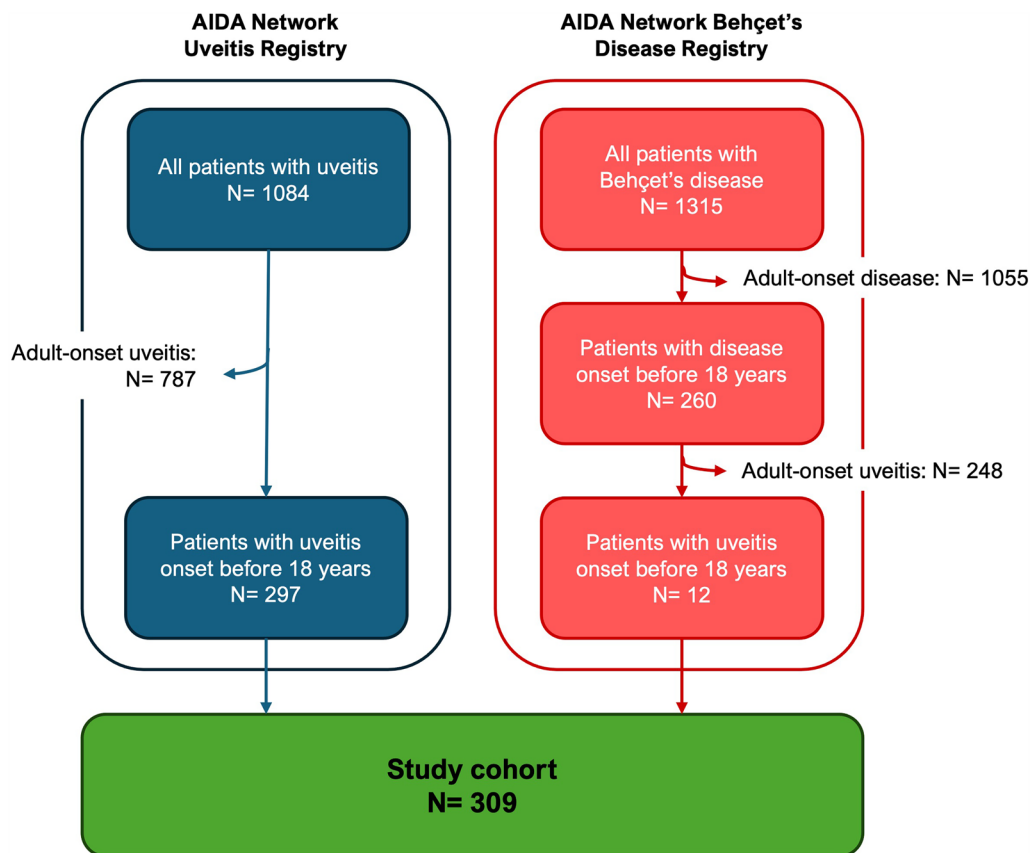 AIDA Network
Uveitis Registry
All patients with uveitis
N= 1084
Adult-onset uveitis:
N= 787
Patients with uveitis
onset before 18 years
N= 297
AIDA Network Behçet's
Disease Registry
All patients with
Behçet's disease
N= 1315
Adult-onset disease: N= 1055
Patients with disease
onset before 18 years
N= 260
Adult-onset uveitis: N= 248
Patients with uveitis
onset before 18 years
N= 12
Study cohort
N= 309